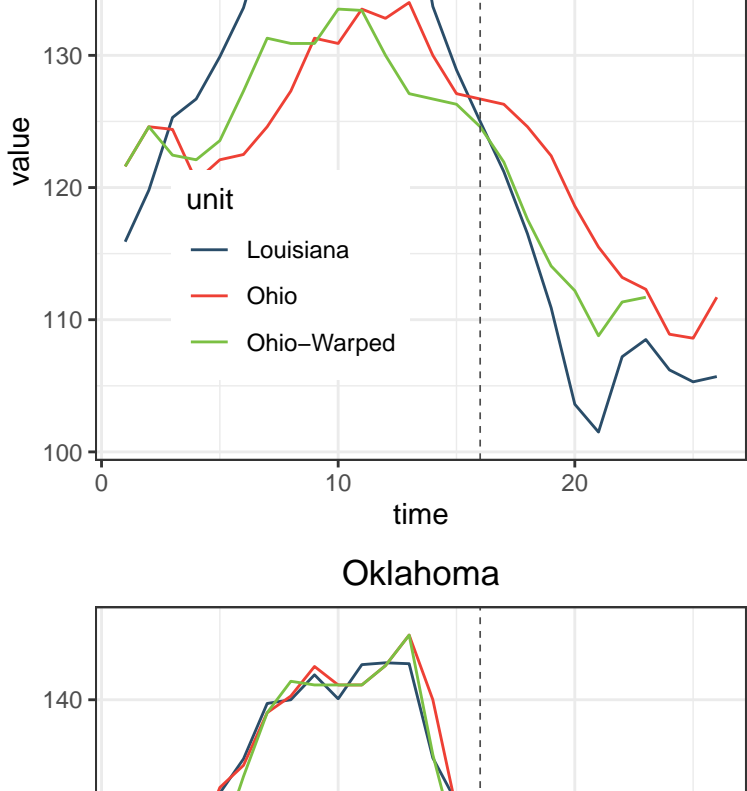 130
120
110
100
value
unit
Louisiana
Ohio
Ohio−Warped
0 10 20
time
Oklahoma
140